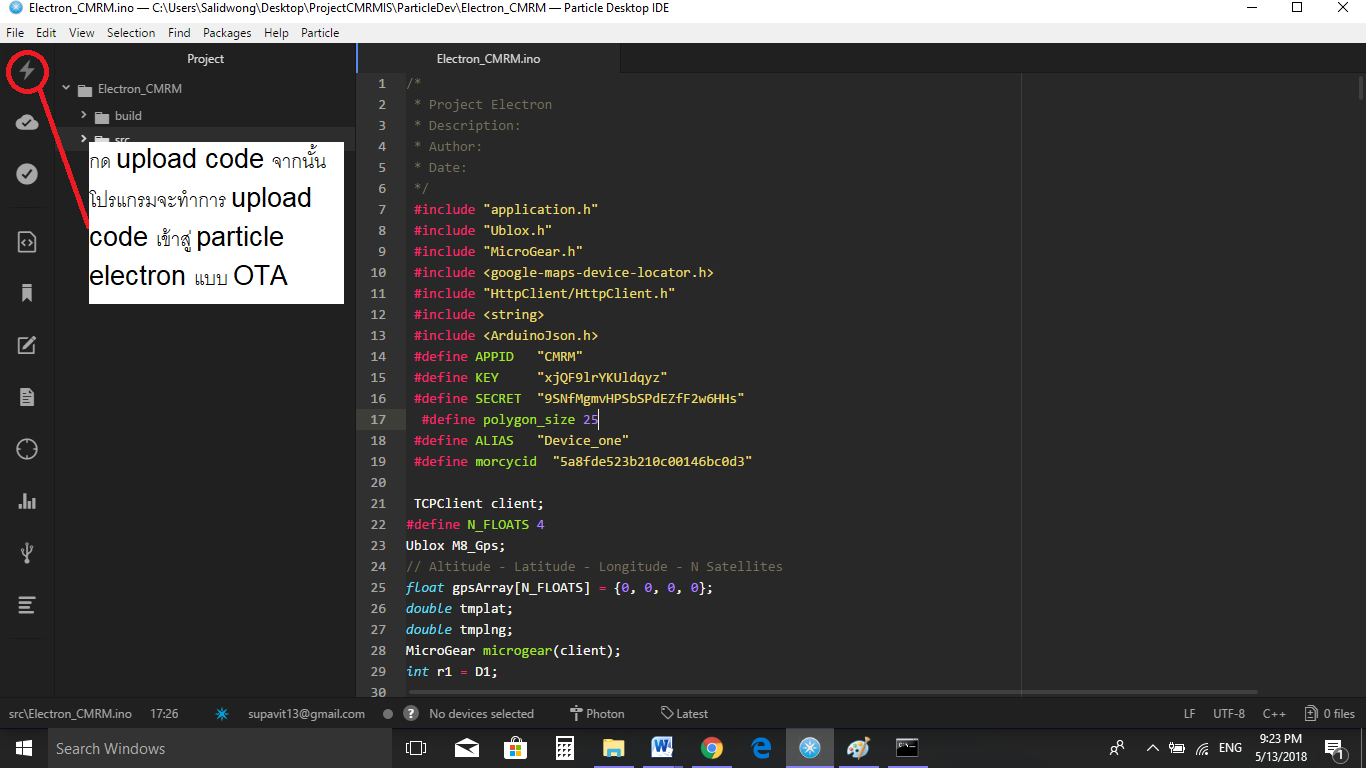 Electron_CMRM.ino — C:\Users\Salidwong\Desktop\ProjectCMRMIS\ParticleDev\Electron_CMRM — Particle Desktop IDE
File Edit View Selection Find Packages Help Particle
Project
Electron_CMRM
build
src
กด upload code จากนั้น
โปรแกรมจะทำการ upload
code เข้าสู่ particle
electron แบบ OTA
Electron_CMRM.ino
1 /*
2 * Project Electron
3 * Description:
4 * Author:
5 * Date:
6 */
7 #include "application.h"
8 #include "Ublox.h"
9 #include "MicroGear.h"
10 #include <google-maps-device-locator.h>
11 #include "HttpClient/HttpClient.h"
12 #include <string>
13 #include <ArduinoJson.h>
14 #define APPID "CMRM"
15 #define KEY "xjQF9lrYKUldqyz"
16 #define SECRET "9SNfMgmvHPSbSPdEZfF2w6HHs"
17 #define polygon_size 25
18 #define ALIAS "Device_one"
19 #define morcycid "5a8fde523b210c00146bc0d3"
20
21 TCPClient client;
22 #define N_FLOATS 4
23 Ublox M8_Gps;
24 // Altitude - Latitude - Longitude - N Satellites
25 float gpsArray[N_FLOATS] = {0, 0, 0, 0};
26 double tmplat;
27 double tmplng;
28 MicroGear microgear(client);
29 int r1 = D1;
30
src\Electron_CMRM.ino 17:26 supavit13@gmail.com ? No devices selected Photon Latest LF UTF-8 C++ 0 files
Search Windows ENG 9:23 PM
5/13/2018 1